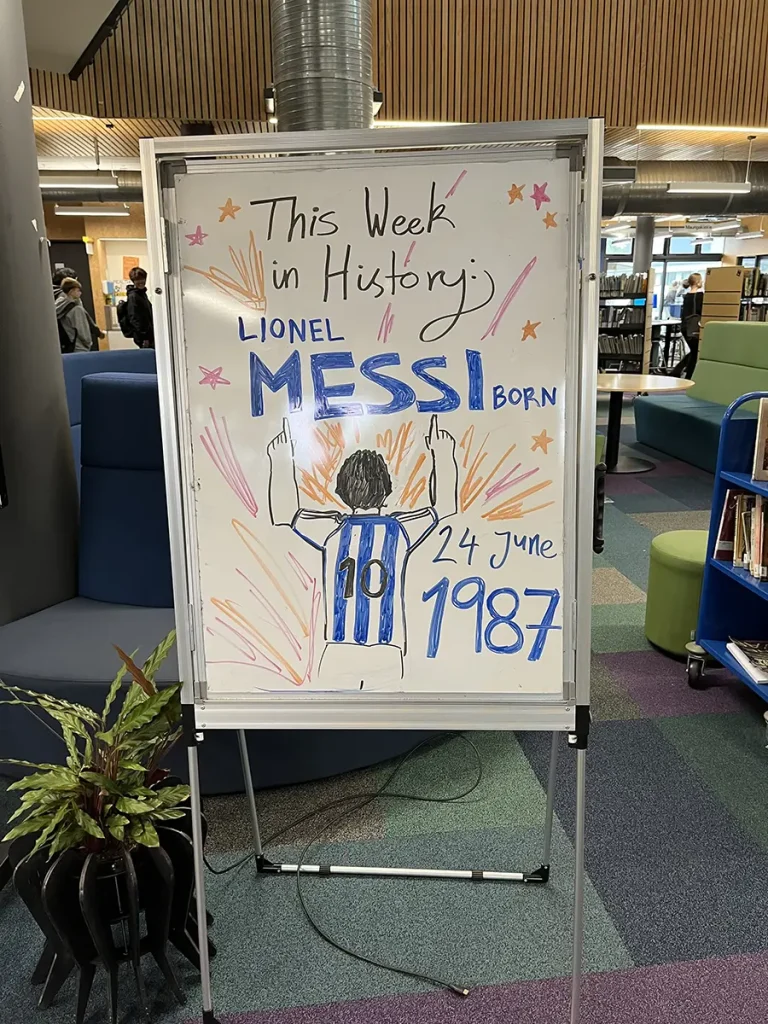 This Week
in History:
LIONEL
MESSI BORN
24 June
1987
10